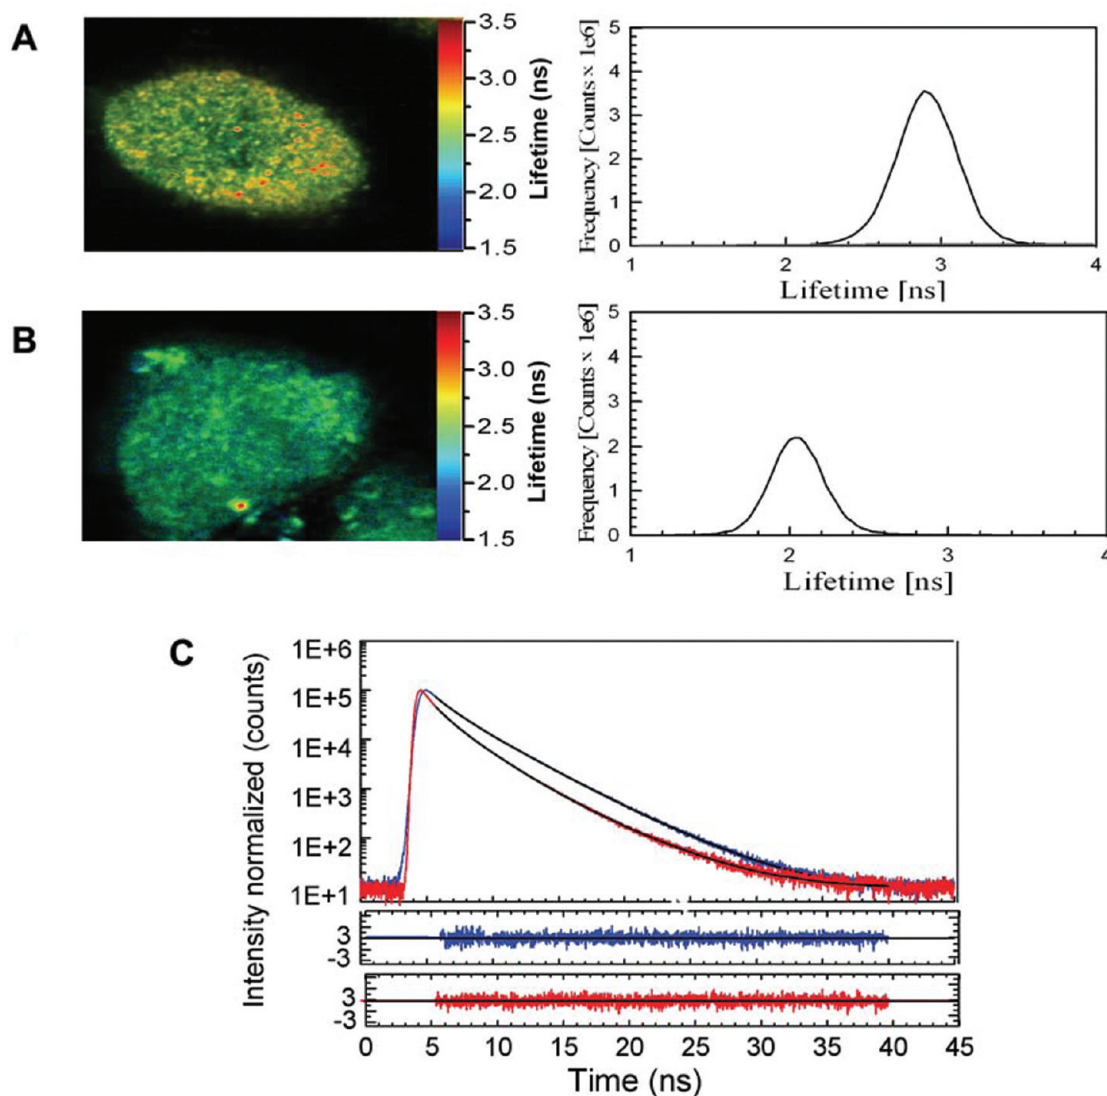 A
3.5
3.0
2.5
2.0
1.5
Lifetime (ns)
Frequency [Counts x 1e6]
5
4
3
2
1
0
1 2 3 4
Lifetime [ns]
B
3.5
3.0
2.5
2.0
1.5
Lifetime (ns)
Frequency [Counts x 1e6]
5
4
3
2
1
0
1 2 3 4
Lifetime [ns]
C
Intensity normalized (counts)
1E+6
1E+5
1E+4
1E+3
1E+2
1E+1
3
-3
3
-3
0 5 10 15 20 25 30 35 40 45
Time (ns)